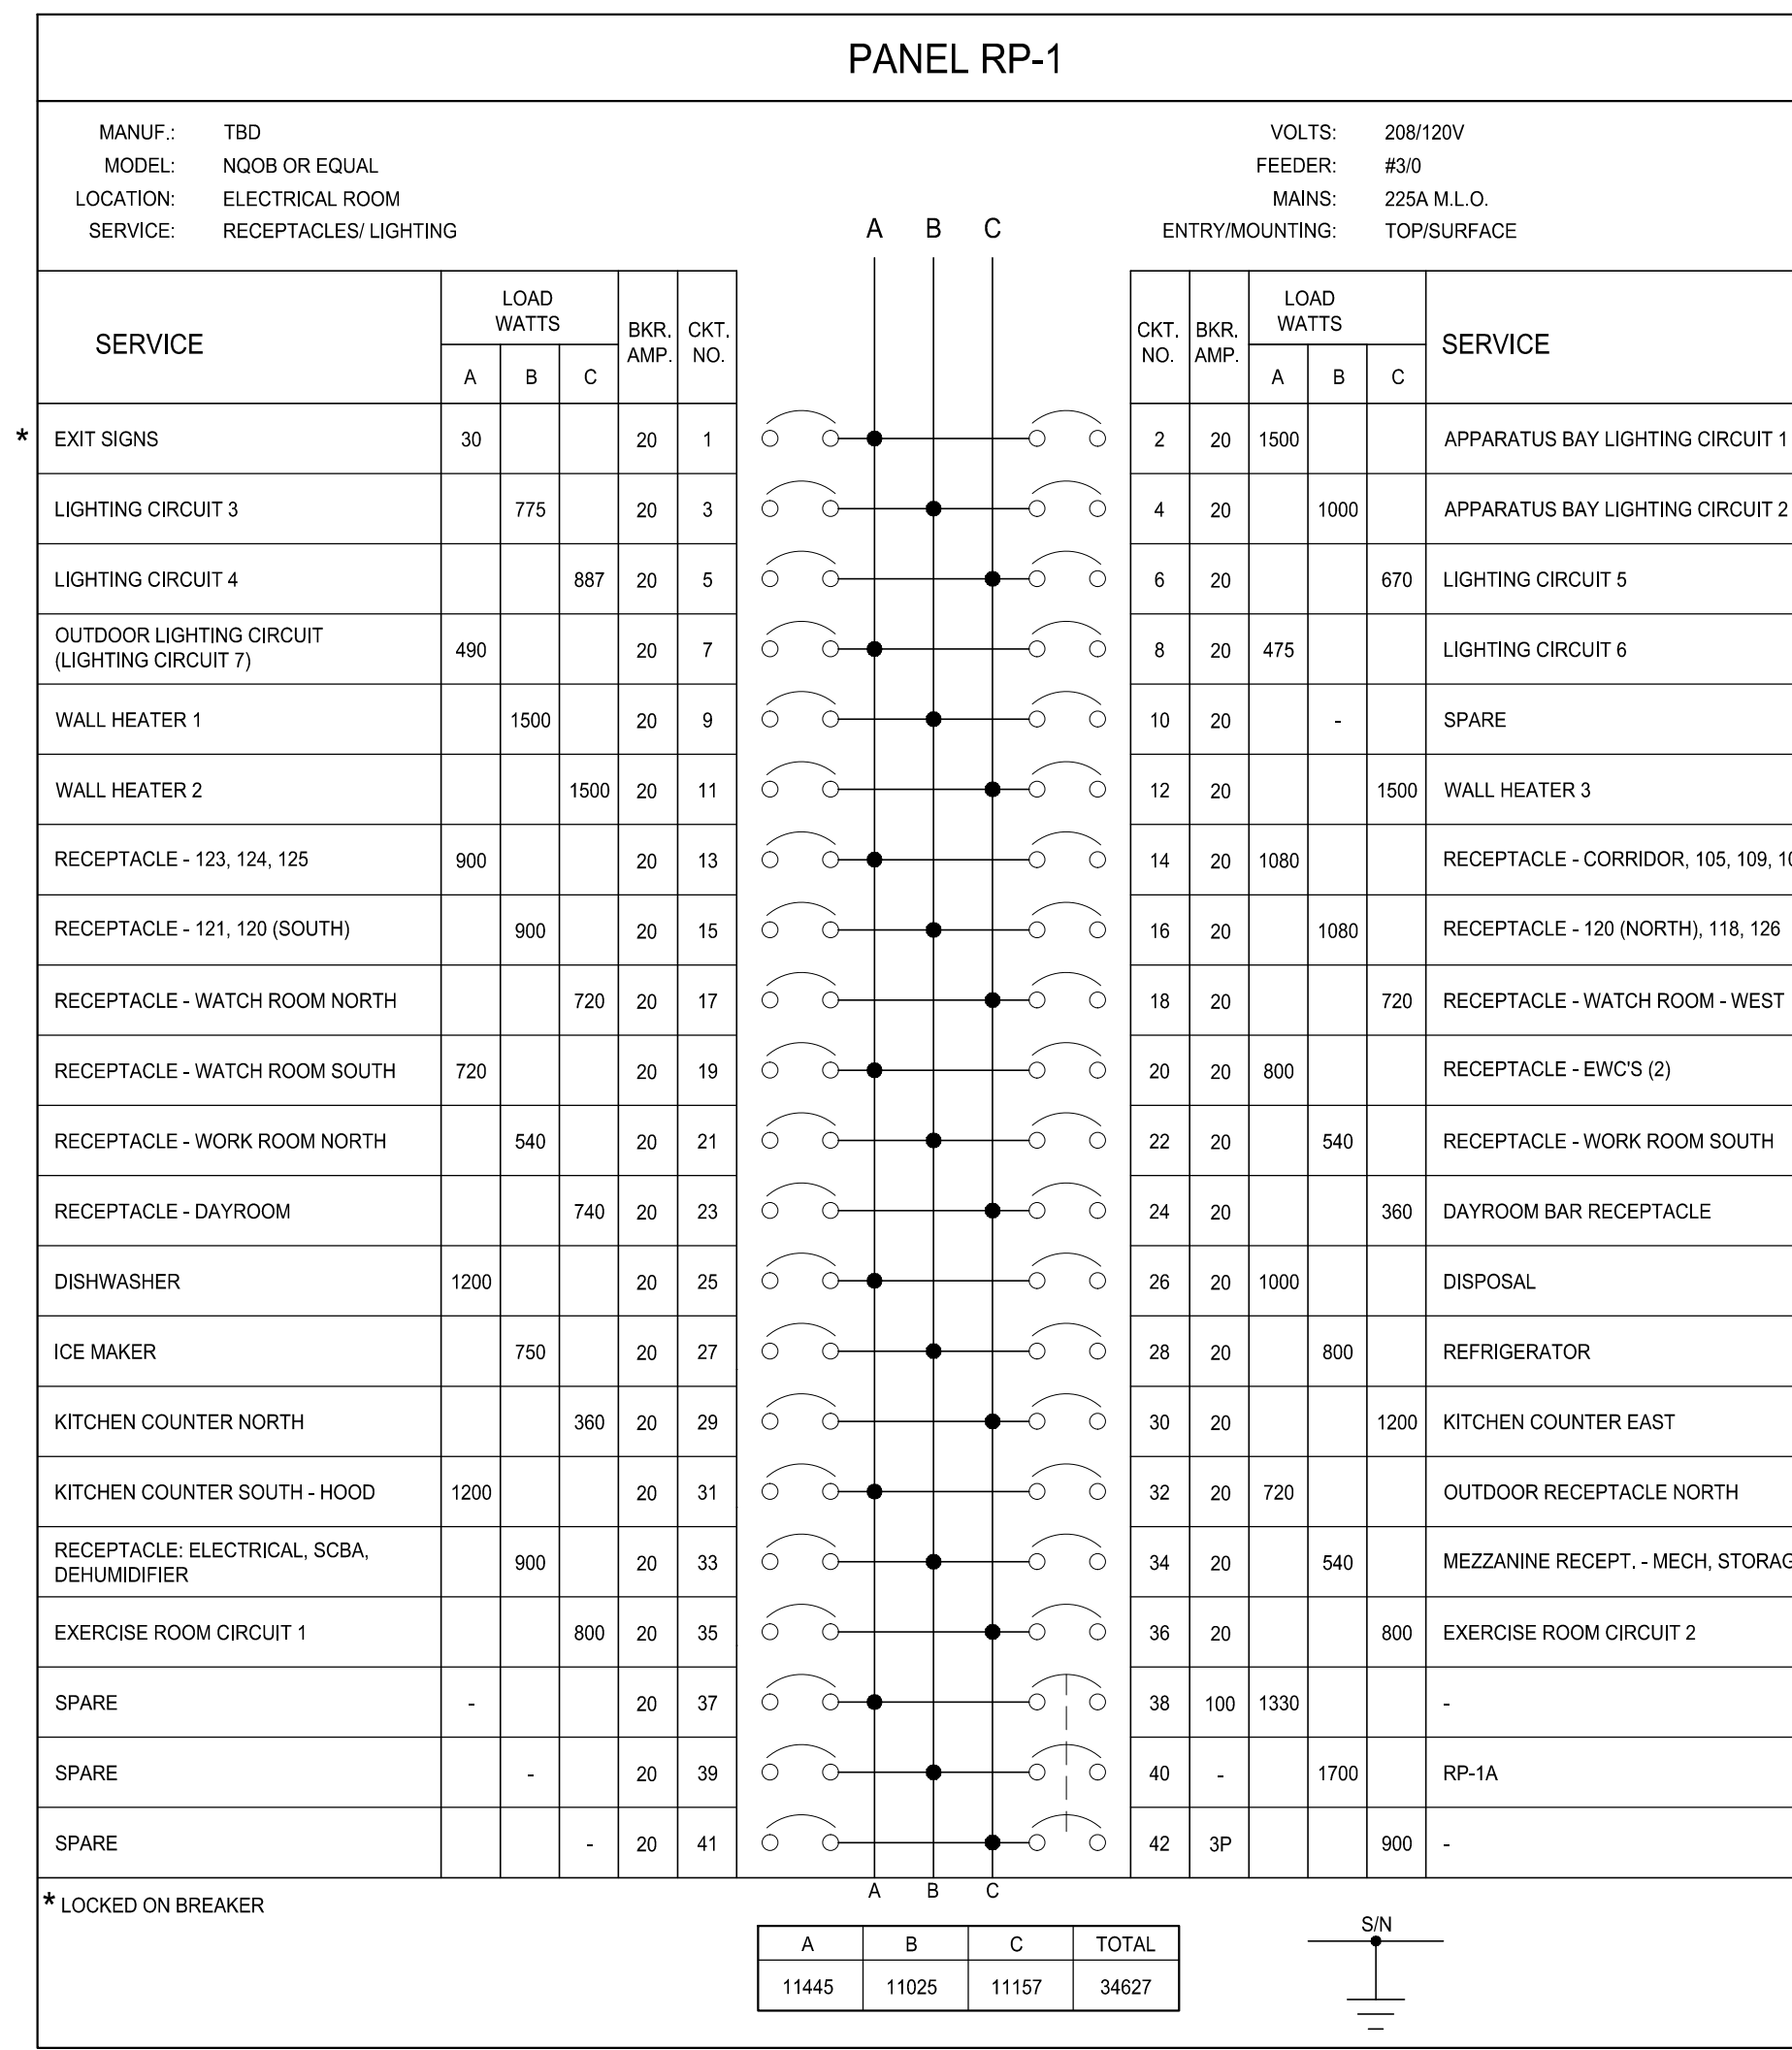 PANEL RP-1
MANUF.: TBD
MODEL: NQOB OR EQUAL
LOCATION: ELECTRICAL ROOM
SERVICE: RECEPTACLES/ LIGHTING
VOLTS: 208/120V
FEEDER: #3/0
MAINS: 225A M.L.O.
ENTRY/MOUNTING: TOP/SURFACE
A B C
SERVICE LOAD WATTS A B C BKR. AMP. CKT. NO. CKT. NO. BKR. AMP. LOAD WATTS A B C SERVICE
* EXIT SIGNS 30 20 1 2 20 1500 APPARATUS BAY LIGHTING CIRCUIT 1
LIGHTING CIRCUIT 3 775 20 3 4 20 1000 APPARATUS BAY LIGHTING CIRCUIT 2
LIGHTING CIRCUIT 4 887 20 5 6 20 670 LIGHTING CIRCUIT 5
OUTDOOR LIGHTING CIRCUIT
(LIGHTING CIRCUIT 7) 490 20 7 8 20 475 LIGHTING CIRCUIT 6
WALL HEATER 1 1500 20 9 10 20 - SPARE
WALL HEATER 2 1500 20 11 12 20 1500 WALL HEATER 3
RECEPTACLE - 123, 124, 125 900 20 13 14 20 1080 RECEPTACLE - CORRIDOR, 105, 109,
RECEPTACLE - 121, 120 (SOUTH) 900 20 15 16 20 1080 RECEPTACLE - 120 (NORTH), 118, 126
RECEPTACLE - WATCH ROOM NORTH 720 20 17 18 20 720 RECEPTACLE - WATCH ROOM - WEST
RECEPTACLE - WATCH ROOM SOUTH 720 20 19 20 20 800 RECEPTACLE - EWC'S (2)
RECEPTACLE - WORK ROOM NORTH 540 20 21 22 20 540 RECEPTACLE - WORK ROOM SOUTH
RECEPTACLE - DAYROOM 740 20 23 24 20 360 DAYROOM BAR RECEPTACLE
DISHWASHER 1200 20 25 26 20 1000 DISPOSAL
ICE MAKER 750 20 27 28 20 800 REFRIGERATOR
KITCHEN COUNTER NORTH 360 20 29 30 20 1200 KITCHEN COUNTER EAST
KITCHEN COUNTER SOUTH - HOOD 1200 20 31 32 20 720 OUTDOOR RECEPTACLE NORTH
RECEPTACLE: ELECTRICAL, SCBA,
DEHUMIDIFIER 900 20 33 34 20 540 MEZZANINE RECEPT. - MECH, STORAG
EXERCISE ROOM CIRCUIT 1 800 20 35 36 20 800 EXERCISE ROOM CIRCUIT 2
SPARE - 20 37 38 100 1330 -
SPARE - 20 39 40 - 1700 RP-1A
SPARE - 20 41 42 3P 900 -
* LOCKED ON BREAKER
A B C
A B C TOTAL
11445 11025 11157 34627
S/N